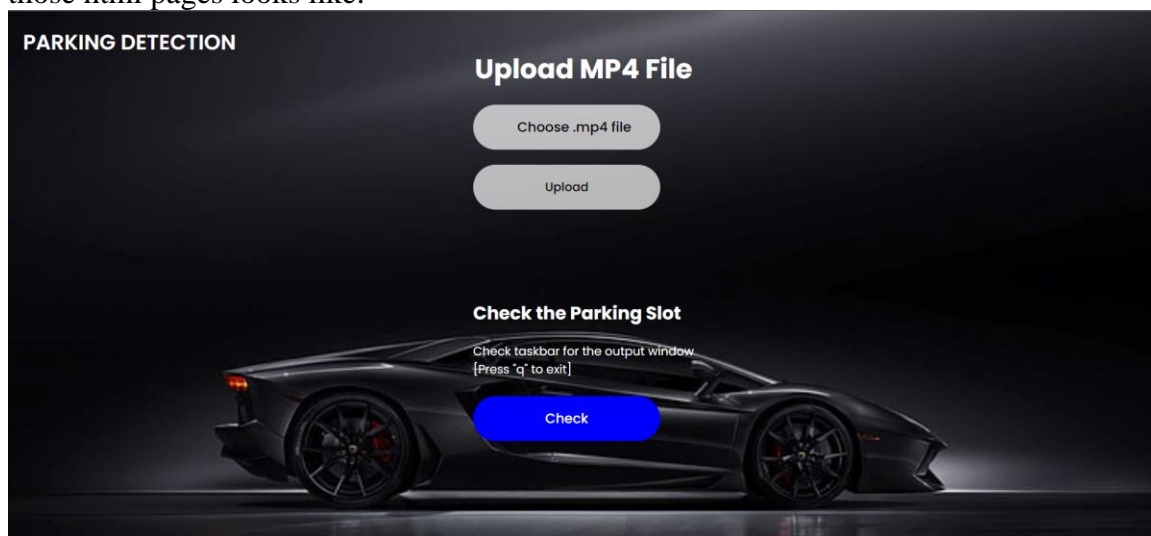 those html pages looks like:
PARKING DETECTION
Upload MP4 File
Choose .mp4 file
Upload
Check the Parking Slot
Check taskbar for the output window
[Press "q" to exit]
Check